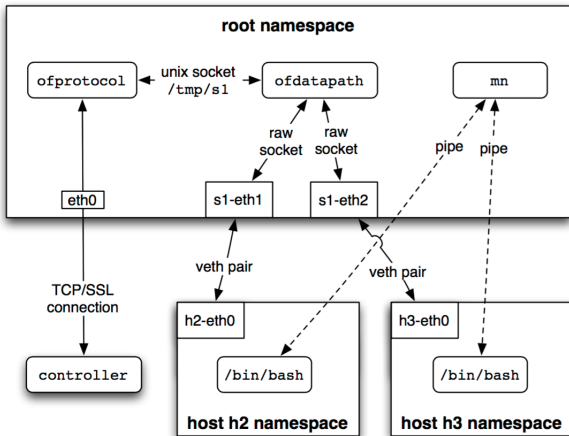 root namespace
ofprotocol
unix socket
/tmp/s1
ofdatapath
mn
raw
socket
raw
socket
pipe
pipe
eth0
s1-eth1
s1-eth2
TCP/SSL
connection
veth pair
veth pair
h2-eth0
h3-eth0
controller
/bin/bash
/bin/bash
host h2 namespace
host h3 namespace